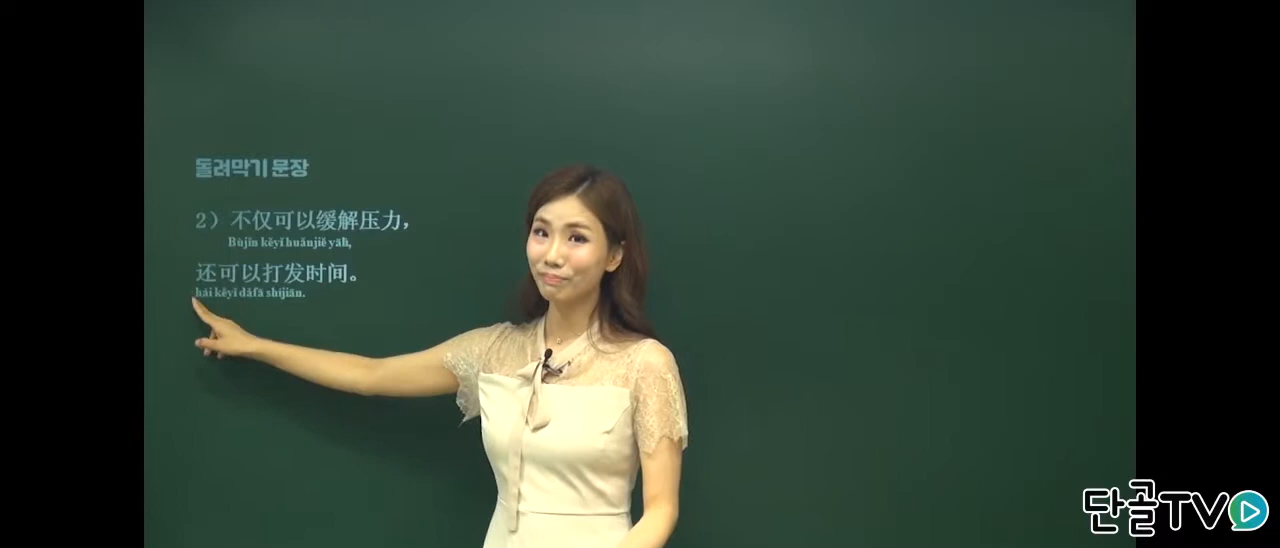 돌려막기 문장
2）不仅可以缓解压力，
Bùjǐn kěyǐ huǎnjiě yālì,
还可以打发时间。
hái kěyǐ dǎfā shíjiān.
단골TV